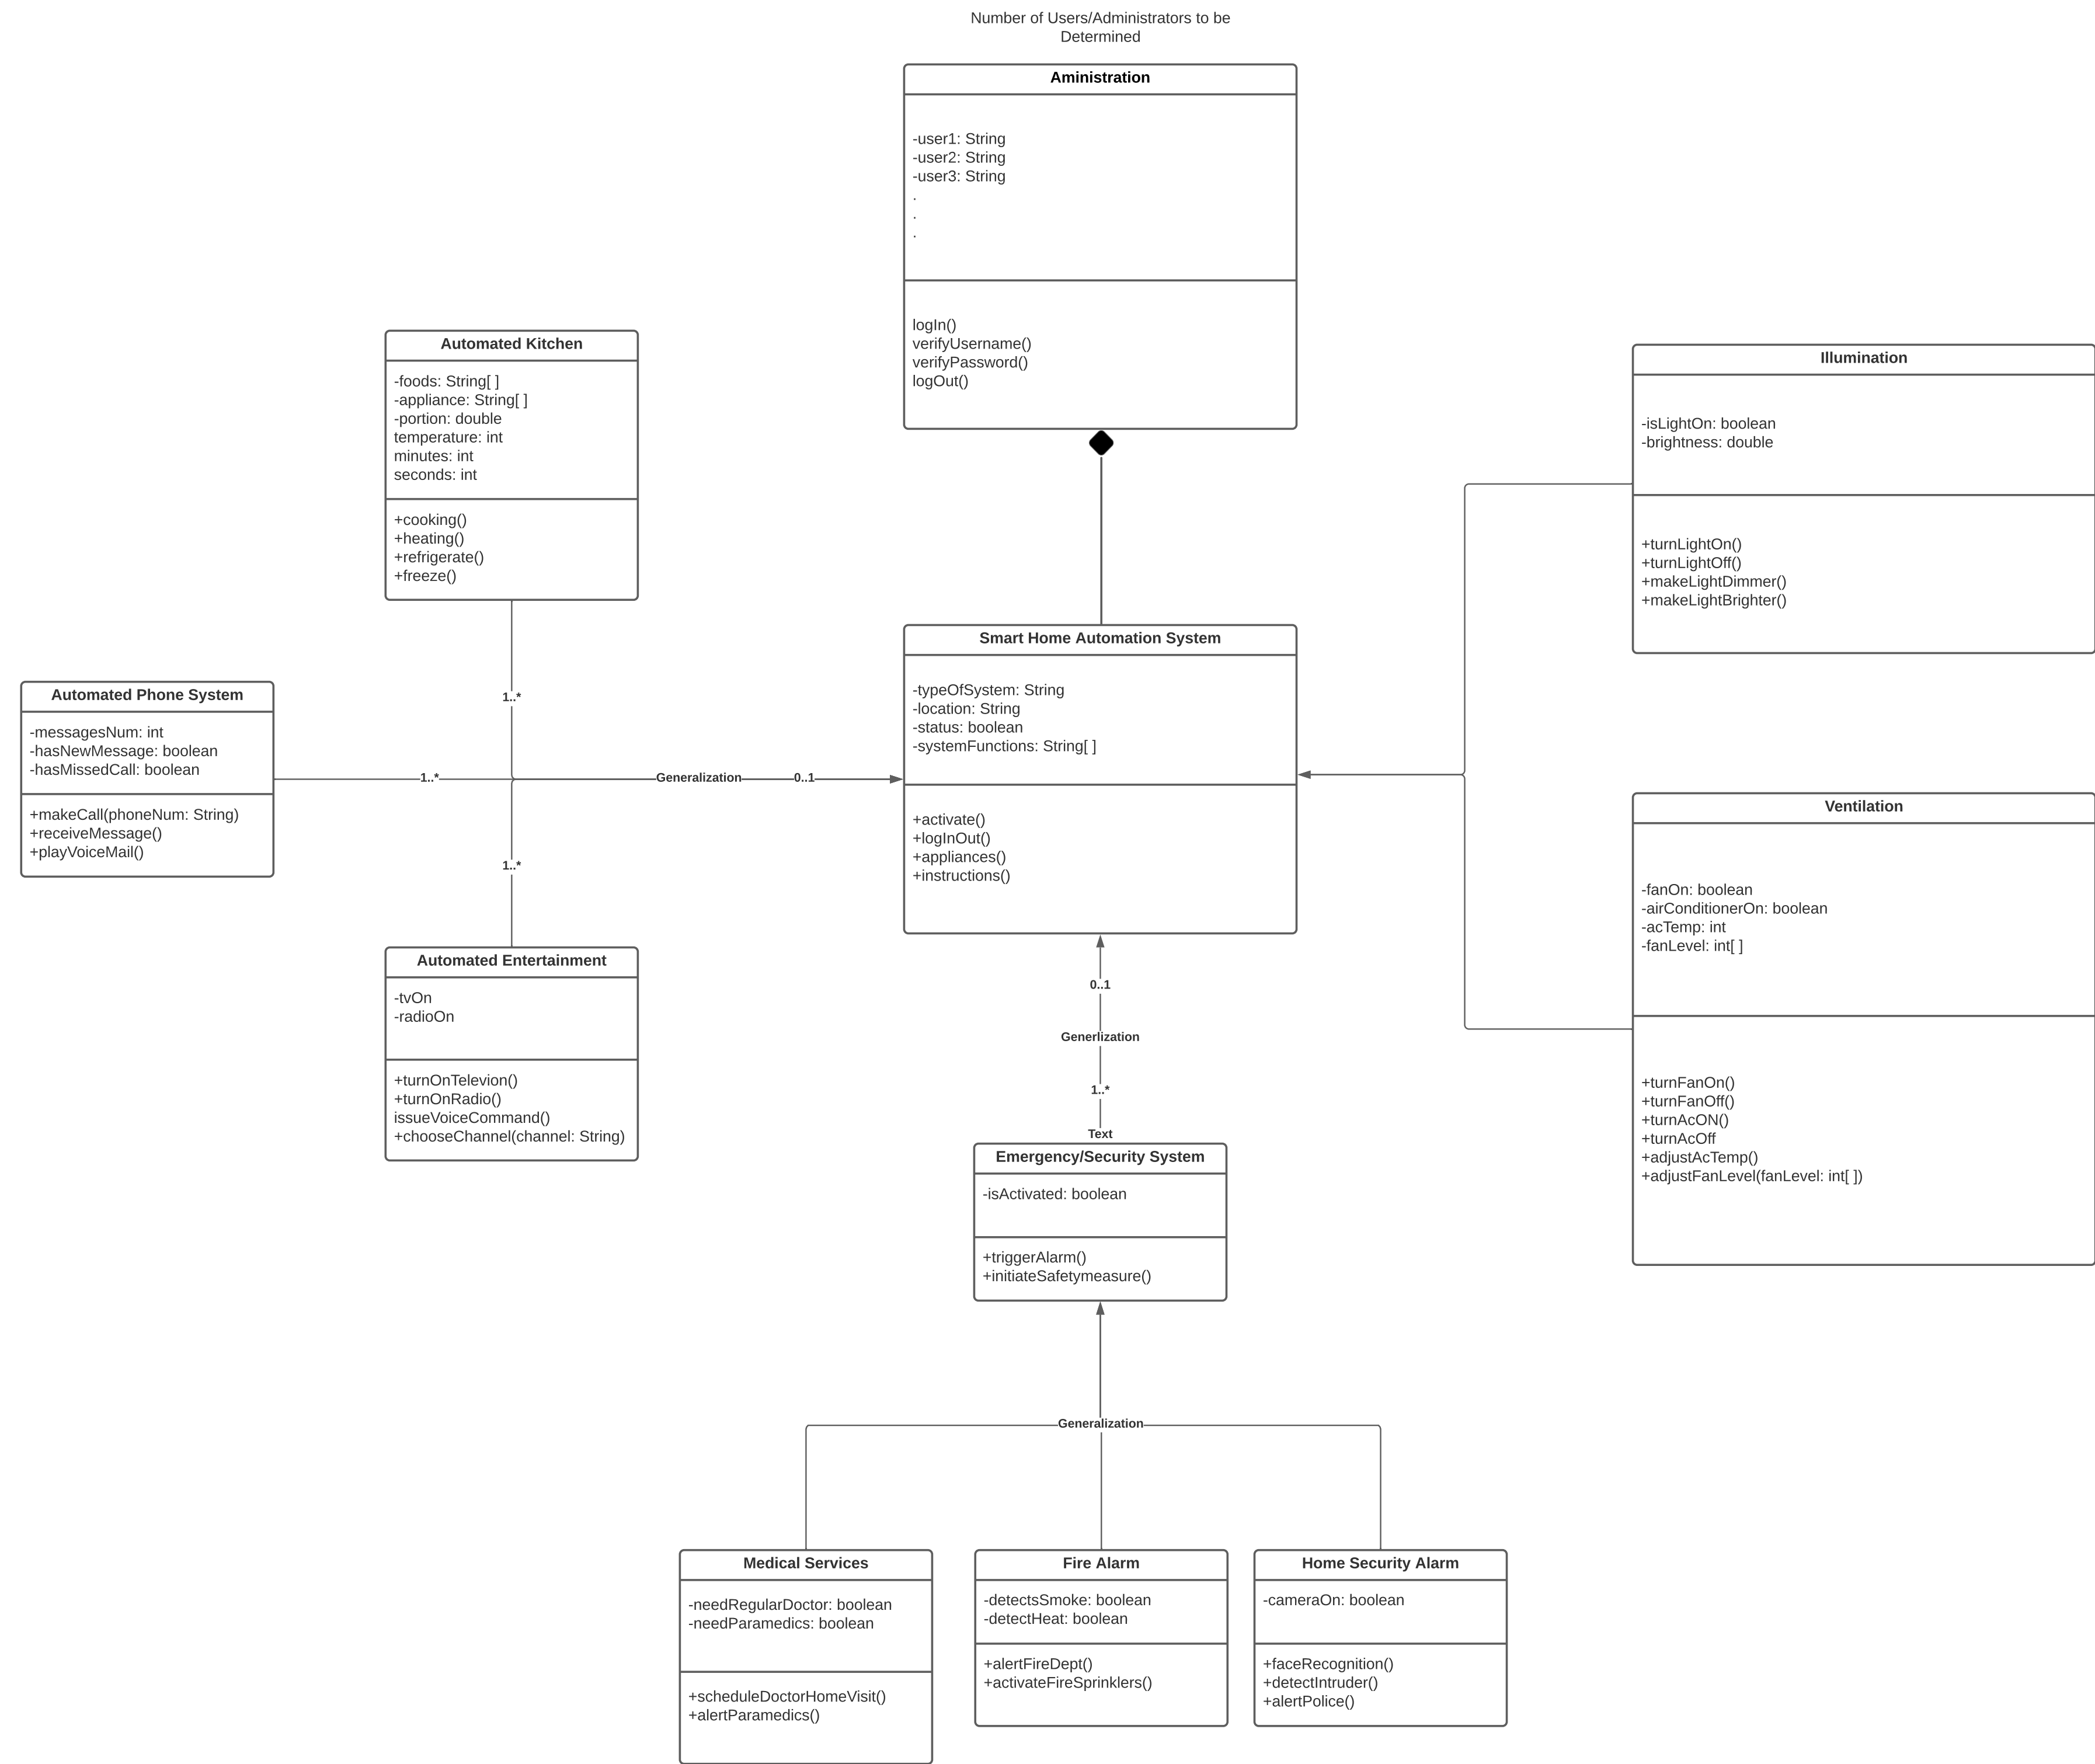 Number of Users/Administrators to be
Determined
Aministration
-user1: String
-user2: String
-user3: String
.
.
.
logIn()
verifyUsername()
verifyPassword()
logOut()
Automated Kitchen
-foods: String[ ]
-appliance: String[ ]
-portion: double
temperature: int
minutes: int
seconds: int
+cooking()
+heating()
+refrigerate()
+freeze()
Illumination
-isLightOn: boolean
-brightness: double
+turnLightOn()
+turnLightOff()
+makeLightDimmer()
+makeLightBrighter()
Automated Phone System
-messagesNum: int
-hasNewMessage: boolean
-hasMissedCall: boolean
+makeCall(phoneNum: String)
+receiveMessage()
+playVoiceMail()
1..*
1..*
1..*
Generalization
0..1
Smart Home Automation System
-typeOfSystem: String
-location: String
-status: boolean
-systemFunctions: String[ ]
+activate()
+logInOut()
+appliances()
+instructions()
Ventilation
-fanOn: boolean
-airConditionerOn: boolean
-acTemp: int
-fanLevel: int[ ]
+turnFanOn()
+turnFanOff()
+turnAcON()
+turnAcOff
+adjustAcTemp()
+adjustFanLevel(fanLevel: int[ ])
Automated Entertainment
-tvOn
-radioOn
+turnOnTelevion()
+turnOnRadio()
issueVoiceCommand()
+chooseChannel(channel: String)
0..1
Generlization
1..*
Text
Emergency/Security System
-isActivated: boolean
+triggerAlarm()
+initiateSafetymeasure()
Generalization
Medical Services
-needRegularDoctor: boolean
-needParamedics: boolean
+scheduleDoctorHomeVisit()
+alertParamedics()
Fire Alarm
-detectsSmoke: boolean
-detectHeat: boolean
+alertFireDept()
+activateFireSprinklers()
Home Security Alarm
-cameraOn: boolean
+faceRecognition()
+detectIntruder()
+alertPolice()